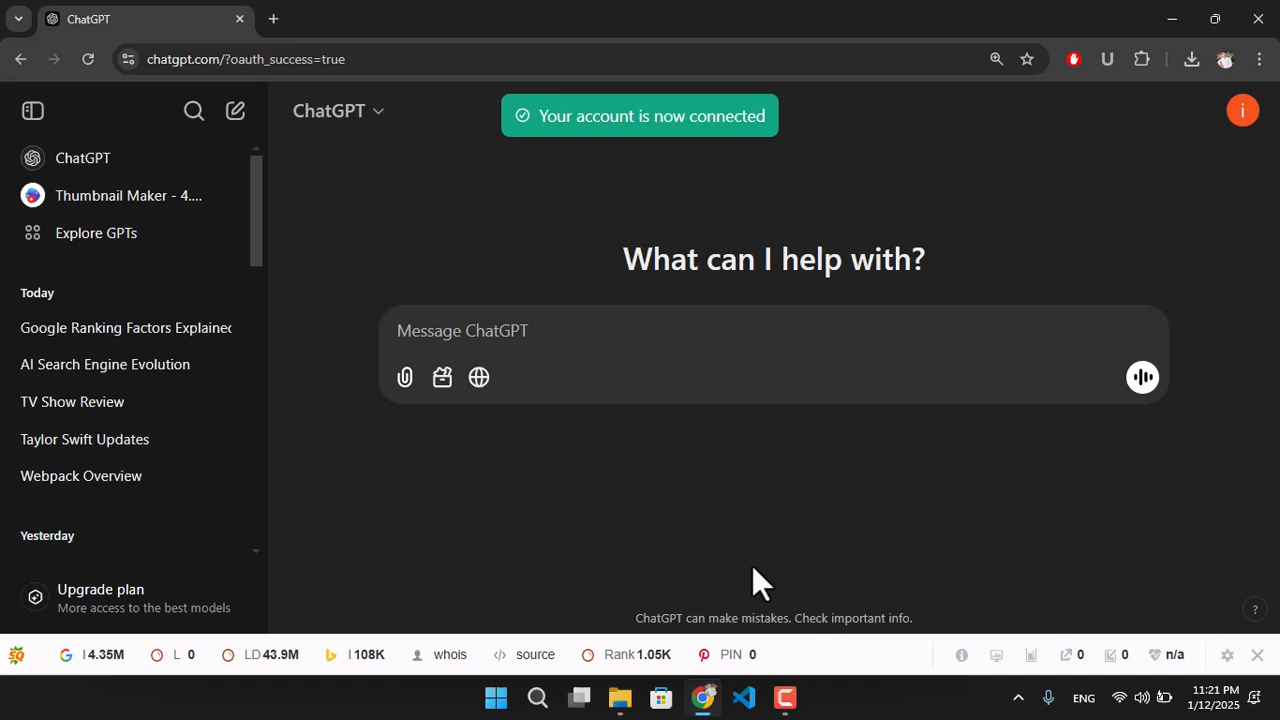 ChatGPT
chatgpt.com/?oauth_success=true
ChatGPT
Your account is now connected
i
ChatGPT
Thumbnail Maker - 4....
Explore GPTs
Today
Google Ranking Factors Explained
AI Search Engine Evolution
TV Show Review
Taylor Swift Updates
Webpack Overview
Yesterday
Upgrade plan
More access to the best models
What can I help with?
Message ChatGPT
ChatGPT can make mistakes. Check important info.
?
SQ G I 4.35M L 0 LD 43.9M I 108K whois source Rank 1.05K PIN 0 0 0 n/a
ENG 11:21 PM
1/12/2025